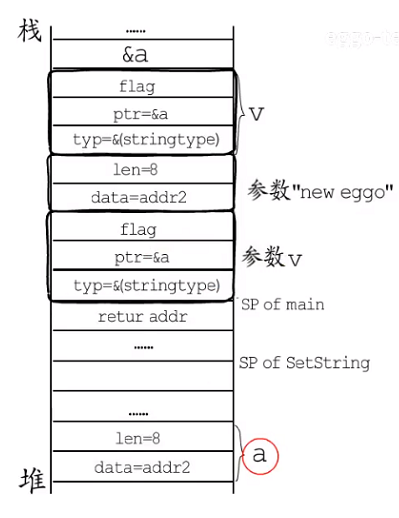 栈
......
&a
flag
ptr=&a
typ=&(stringtype)
v
len=8
data=addr2
参数"new eggo"
flag
ptr=&a
typ=&(stringtype)
参数v
SP of main
retur addr
......
SP of SetString
......
len=8
data=addr2
a
堆